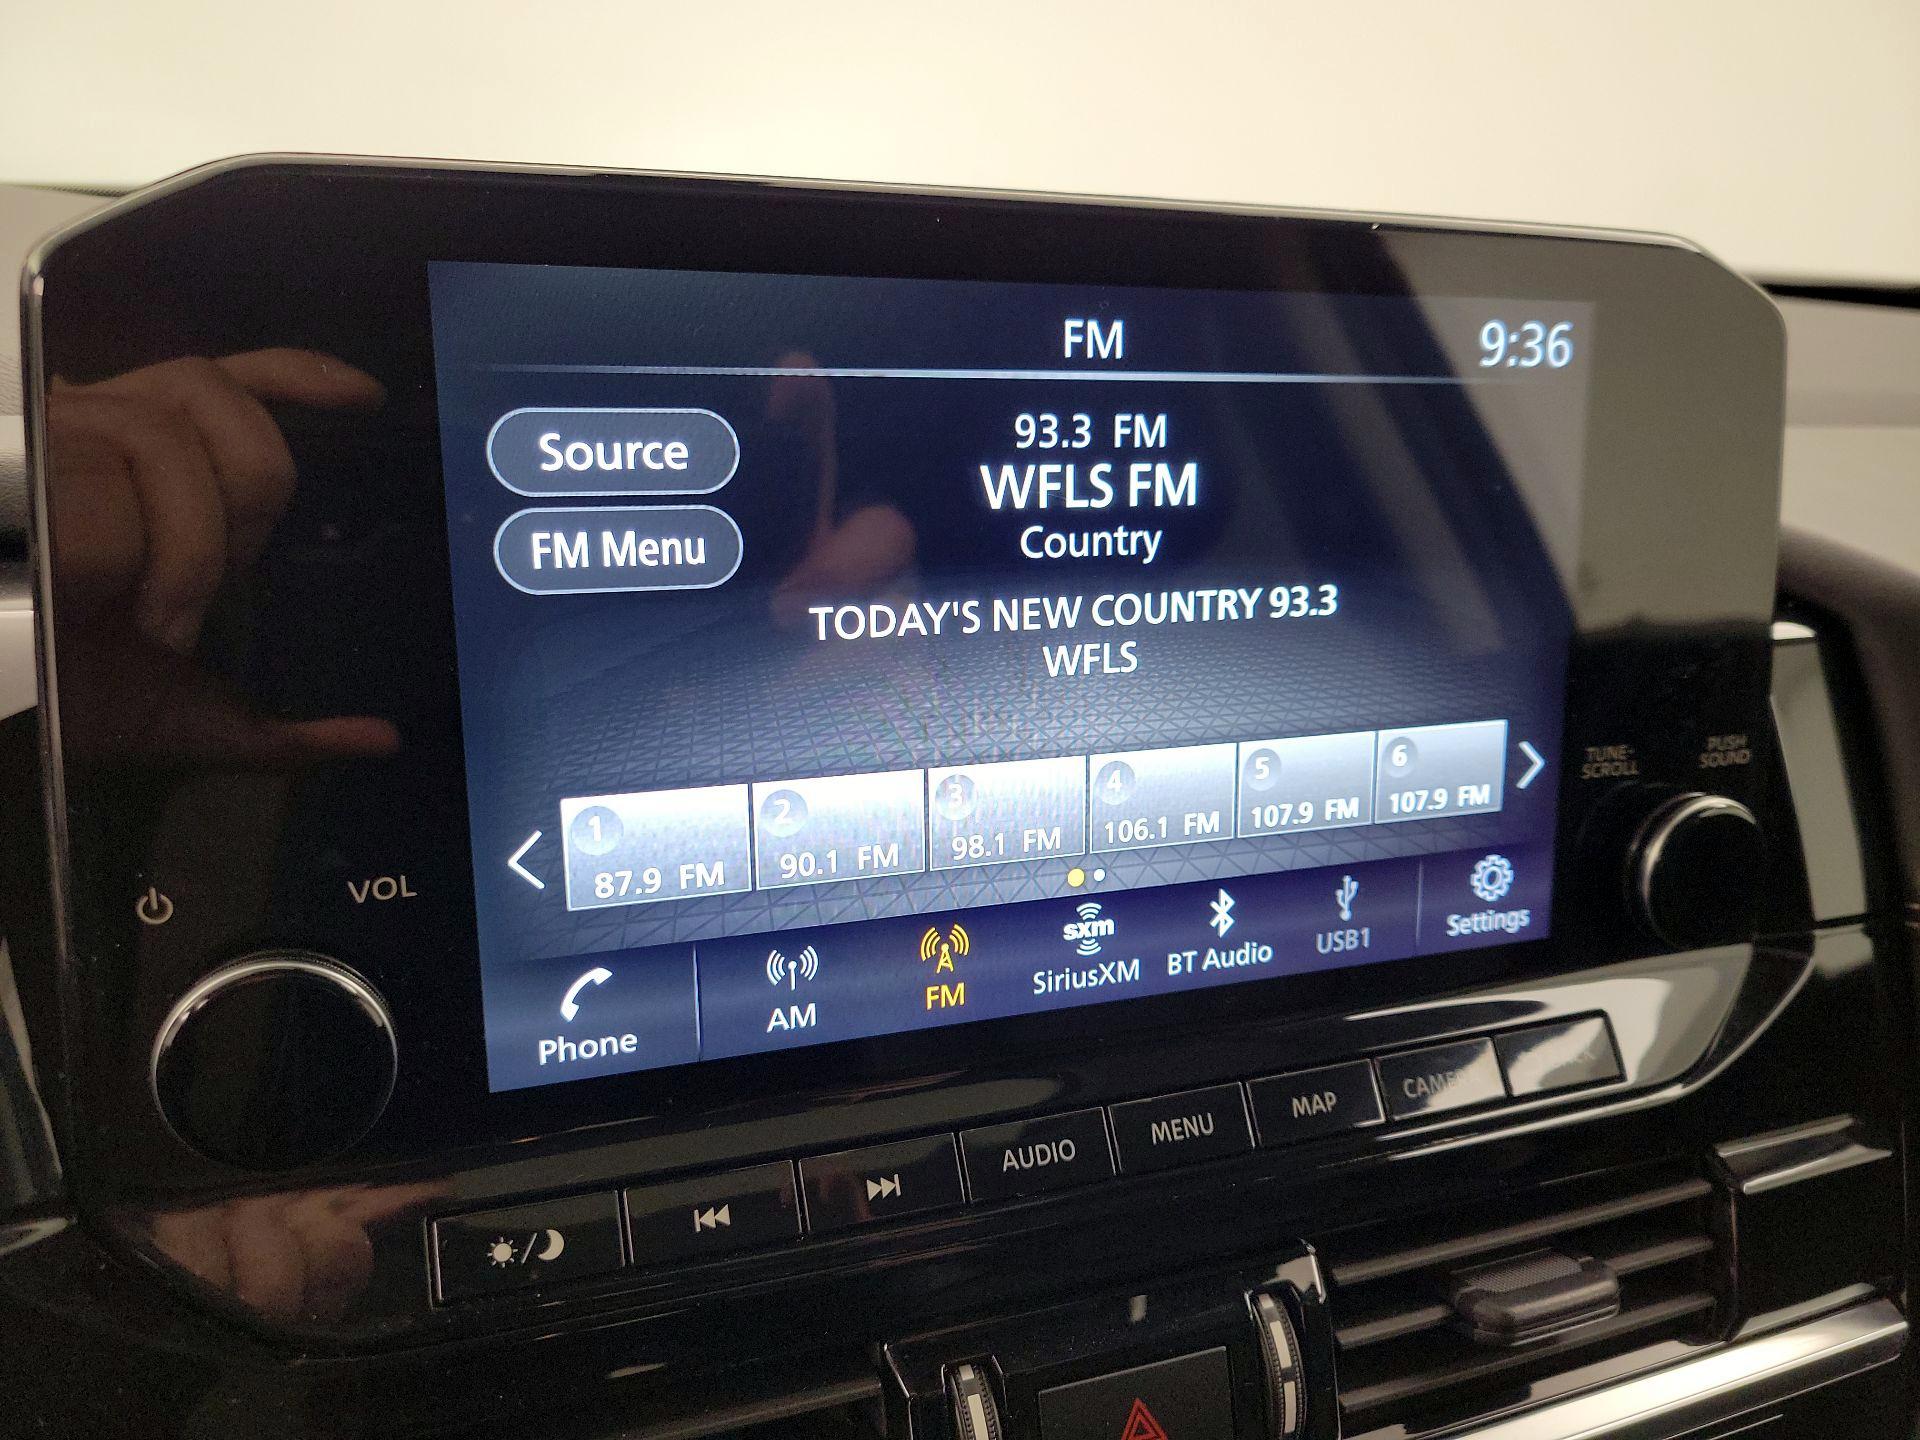 FM
9:36
Source
93.3 FM
WFLS FM
Country
FM Menu
TODAY'S NEW COUNTRY 93.3
WFLS
TUNE·
SCROLL
PUSH
SOUND
1
87.9 FM
2
90.1 FM
3
98.1 FM
4
106.1 FM
5
107.9 FM
6
107.9 FM
VOL
Phone
AM
FM
sxm
SiriusXM
BT Audio
USB1
Settings
AUDIO
MENU
MAP
CAMERA